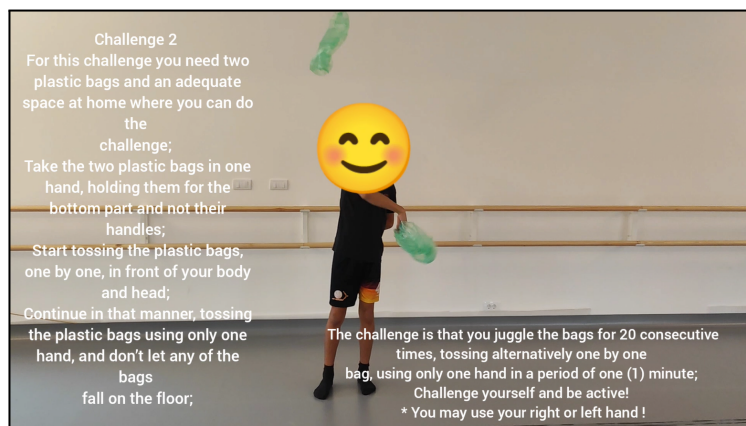 Challenge 2
For this challenge you need two
plastic bags and an adequate
space at home where you can do
the
challenge;
Take the two plastic bags in one
hand, holding them for the
bottom part and not their
handles;
Start tossing the plastic bags,
one by one, in front of your body
and head;
Continue in that manner, tossing
the plastic bags using only one
hand, and don't let any of the
bags
fall on the floor;
The challenge is that you juggle the bags for 20 consecutive
times, tossing alternatively one by one
bag, using only one hand in a period of one (1) minute;
Challenge yourself and be active!
* You may use your right or left hand !